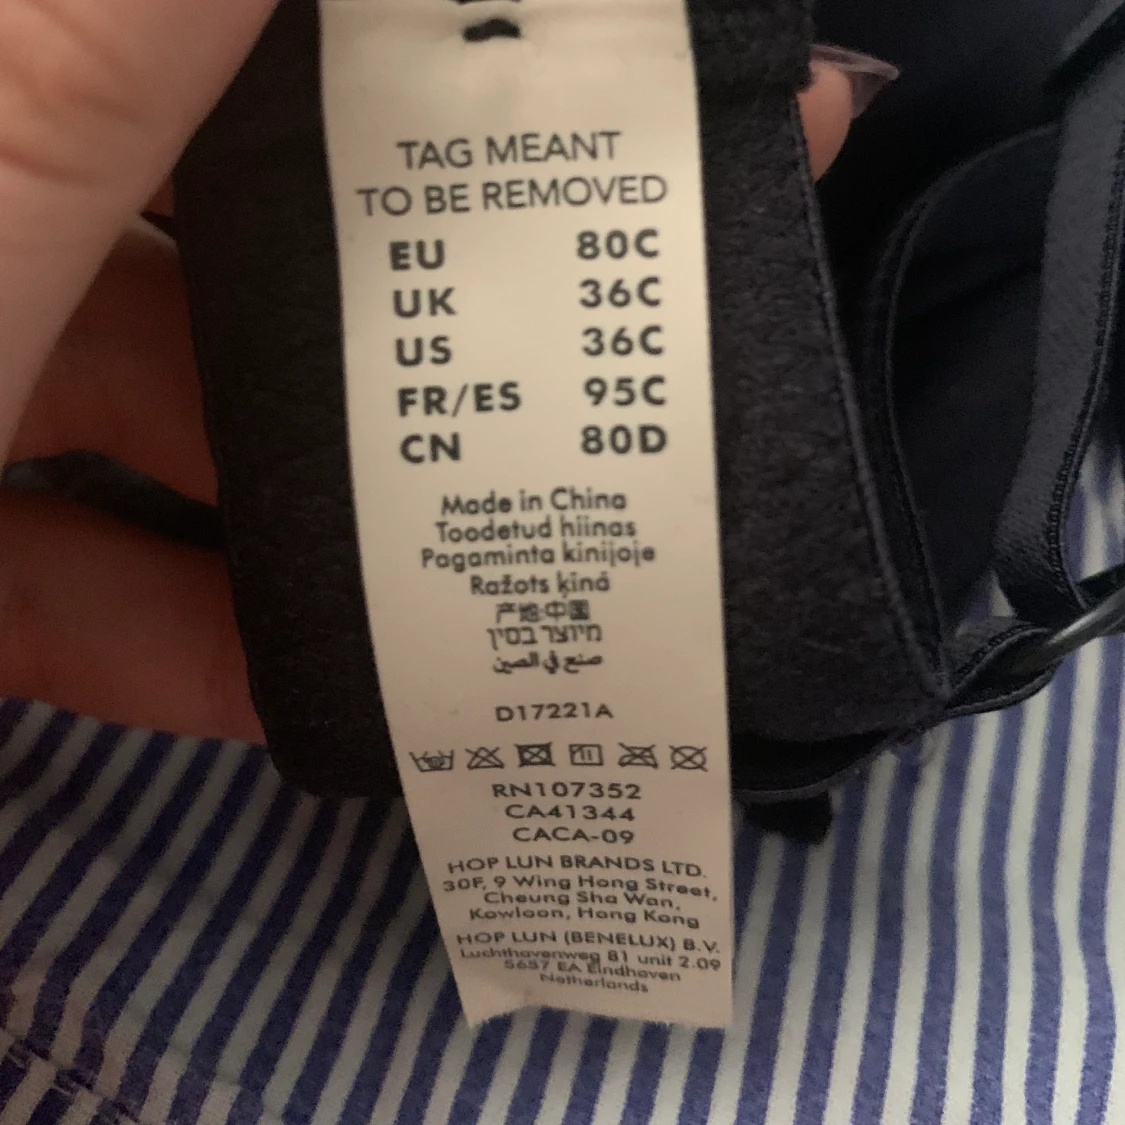 TAG MEANT
TO BE REMOVED
EU 80C
UK 36C
US 36C
FR/ES 95C
CN 80D
Made in China
Toodetud hiinas
Pagaminta kinijoje
Ražots ķīnā
产地:中国
מיוצר בסין
صنع في الصين
D17221A
RN107352
CA41344
CACA-09
HOP LUN BRANDS LTD.
30F, 9 Wing Hong Street,
Cheung Sha Wan,
Kowloon, Hong Kong
HOP LUN (BENELUX) B.V.
Luchthavenweg 81 unit 2.09
5657 EA Eindhoven
Netherlands